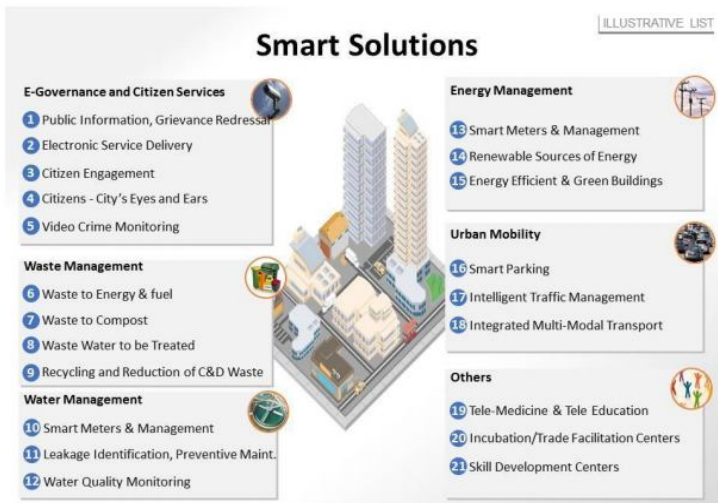 ILLUSTRATIVE LIST
Smart Solutions
E-Governance and Citizen Services
1 Public Information, Grievance Redressal
2 Electronic Service Delivery
3 Citizen Engagement
4 Citizens - City's Eyes and Ears
5 Video Crime Monitoring
Waste Management
6 Waste to Energy & fuel
7 Waste to Compost
8 Waste Water to be Treated
9 Recycling and Reduction of C&D Waste
Water Management
10 Smart Meters & Management
11 Leakage Identification, Preventive Maint.
12 Water Quality Monitoring
Energy Management
13 Smart Meters & Management
14 Renewable Sources of Energy
15 Energy Efficient & Green Buildings
Urban Mobility
16 Smart Parking
17 Intelligent Traffic Management
18 Integrated Multi-Modal Transport
Others
19 Tele-Medicine & Tele Education
20 Incubation/Trade Facilitation Centers
21 Skill Development Centers